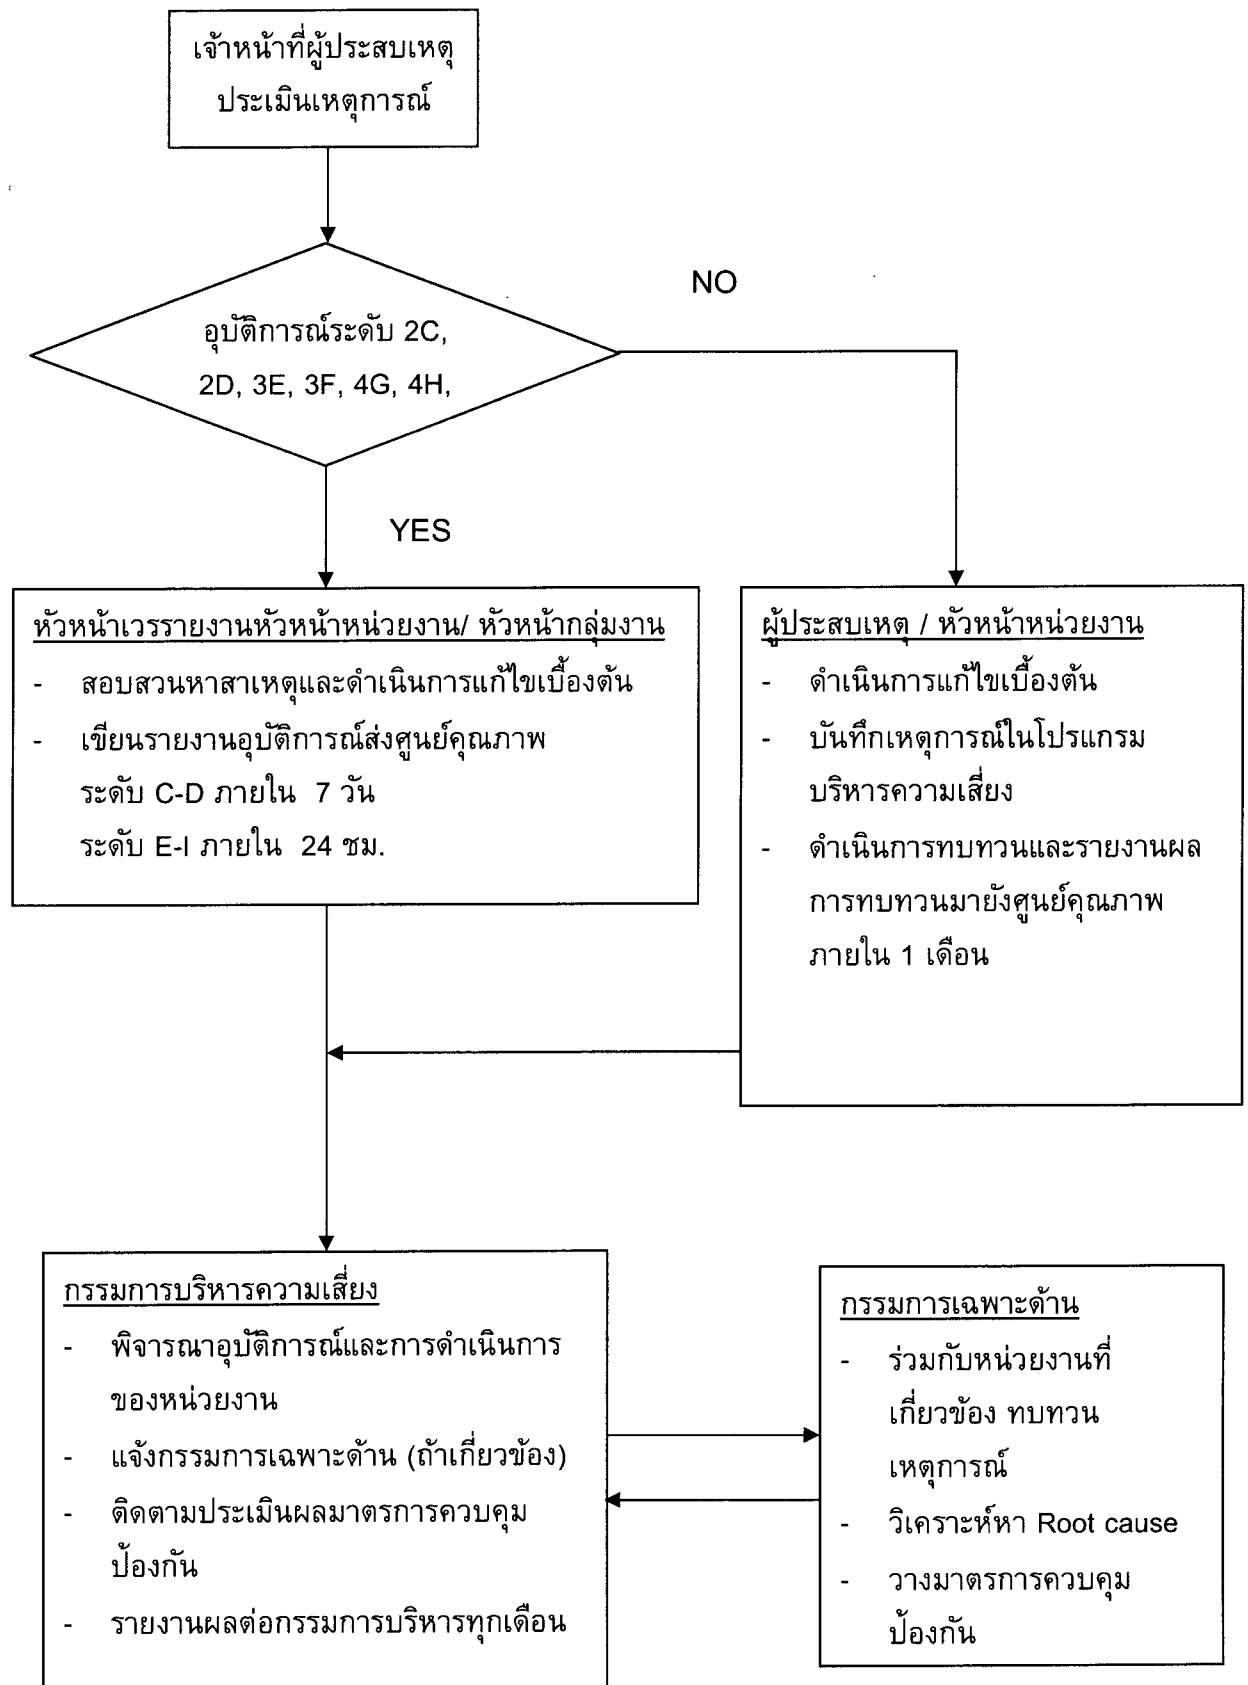 เจ้าหน้าที่ผู้ประสบเหตุ
ประเมินเหตุการณ์
NO
อุบัติการณ์ระดับ 2C,
2D, 3E, 3F, 4G, 4H,
YES
หัวหน้าเวรรายงานหัวหน้าหน่วยงาน/ หัวหน้ากลุ่มงาน
- สอบสวนหาสาเหตุและดำเนินการแก้ไขเบื้องต้น
- เขียนรายงานอุบัติการณ์ส่งศูนย์คุณภาพ
ระดับ C-D ภายใน 7 วัน
ระดับ E-I ภายใน 24 ชม.
ผู้ประสบเหตุ / หัวหน้าหน่วยงาน
- ดำเนินการแก้ไขเบื้องต้น
- บันทึกเหตุการณ์ในโปรแกรม
บริหารความเสี่ยง
- ดำเนินการทบทวนและรายงานผล
การทบทวนมายังศูนย์คุณภาพ
ภายใน 1 เดือน
กรรมการบริหารความเสี่ยง
- พิจารณาอุบัติการณ์และการดำเนินการ
ของหน่วยงาน
- แจ้งกรรมการเฉพาะด้าน (ถ้าเกี่ยวข้อง)
- ติดตามประเมินผลมาตรการควบคุม
ป้องกัน
- รายงานผลต่อกรรมการบริหารทุกเดือน
กรรมการเฉพาะด้าน
- ร่วมกับหน่วยงานที่
เกี่ยวข้อง ทบทวน
เหตุการณ์
- วิเคราะห์หา Root cause
- วางมาตรการควบคุม
ป้องกัน